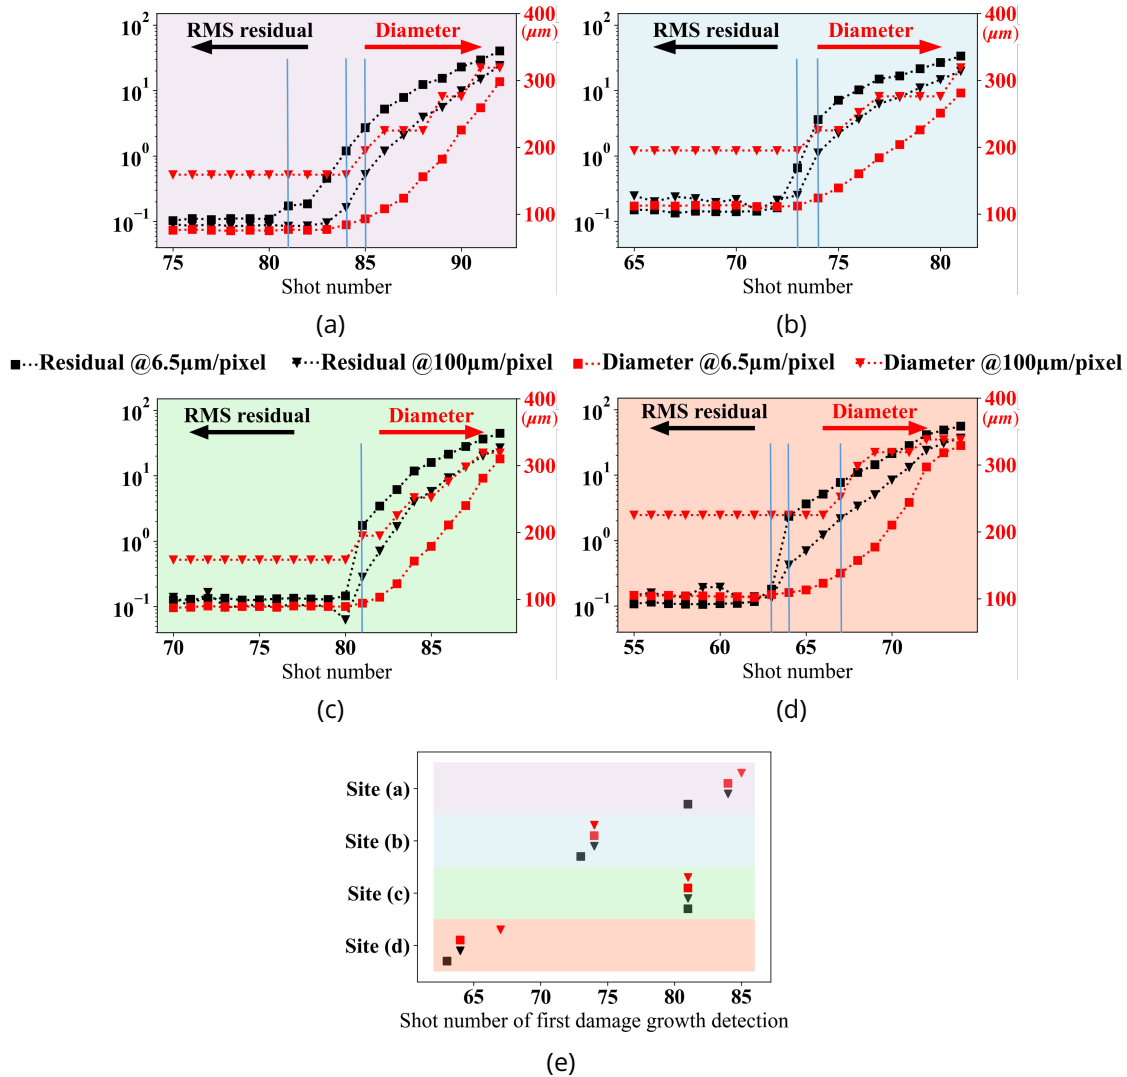 RMS residual Diameter
10² 10¹ 10⁰ 10⁻¹
400 (μm) 300 200 100
75 80 85 90
Shot number
(a)
RMS residual Diameter
10² 10¹ 10⁰ 10⁻¹
400 (μm) 300 200 100
65 70 75 80
Shot number
(b)
Residual @6.5μm/pixel Residual @100μm/pixel Diameter @6.5μm/pixel Diameter @100μm/pixel
RMS residual Diameter
10² 10¹ 10⁰ 10⁻¹
400 (μm) 300 200 100
70 75 80 85
Shot number
(c)
RMS residual Diameter
10² 10¹ 10⁰ 10⁻¹
400 (μm) 300 200 100
55 60 65 70
Shot number
(d)
Site (a)
Site (b)
Site (c)
Site (d)
65 70 75 80 85
Shot number of first damage growth detection
(e)